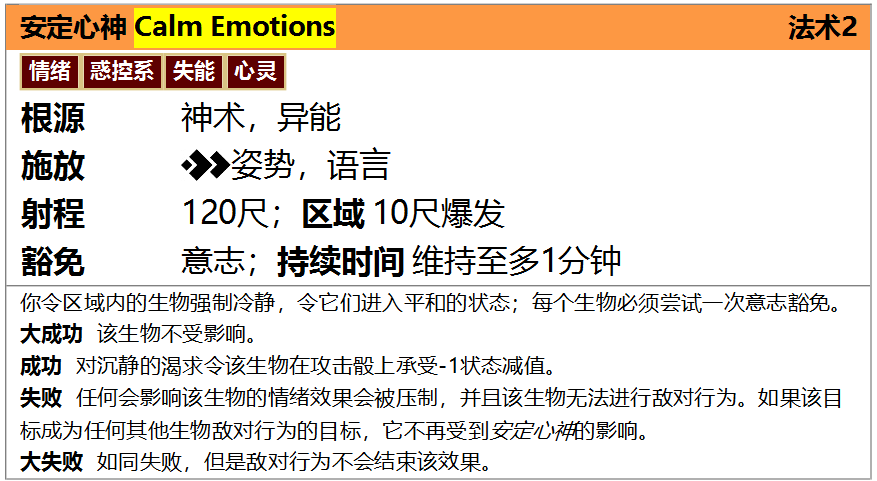 安定心神 Calm Emotions 法术2
情绪 惑控系 失能 心灵
根源 神术，异能
施放 姿势，语言
射程 120尺；区域 10尺爆发
豁免 意志；持续时间 维持至多1分钟
你令区域内的生物强制冷静，令它们进入平和的状态；每个生物必须尝试一次意志豁免。
大成功 该生物不受影响。
成功 对沉静的渴求令该生物在攻击骰上承受-1状态减值。
失败 任何会影响该生物的情绪效果会被压制，并且该生物无法进行敌对行为。如果该目
标成为任何其他生物敌对行为的目标，它不再受到安定心神的影响。
大失败 如同失败，但是敌对行为不会结束该效果。